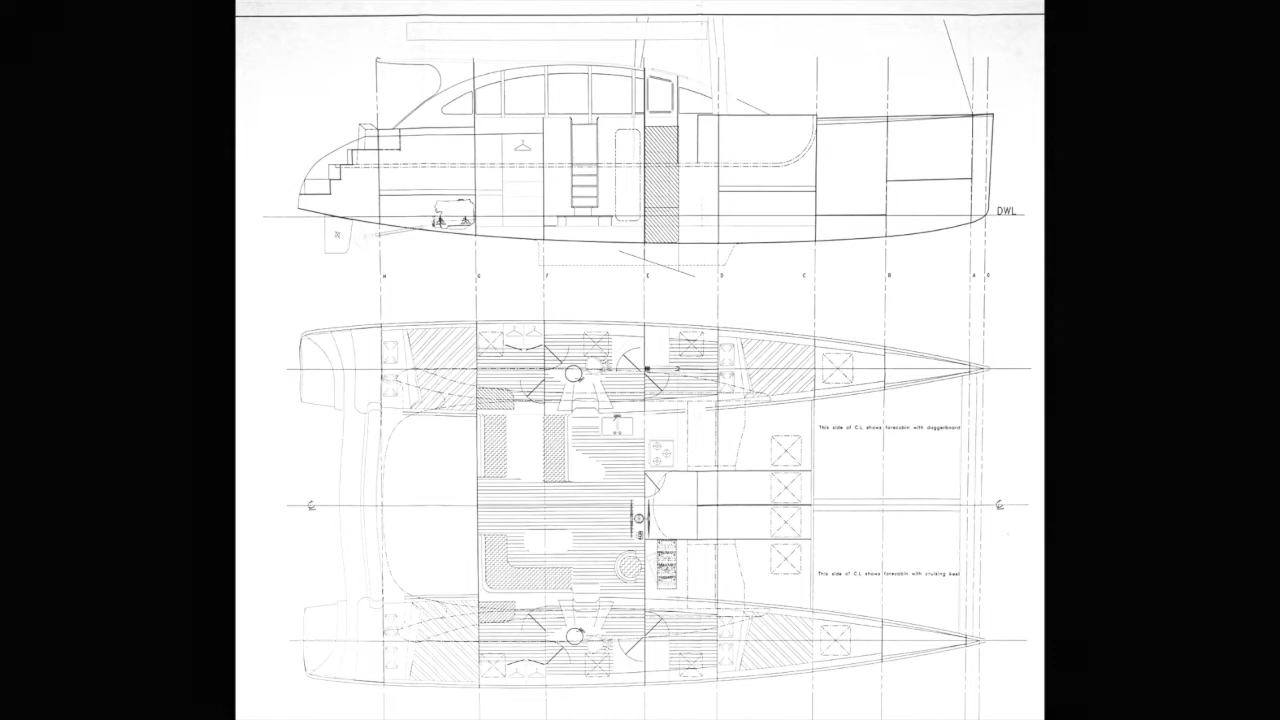 DWL
H G F E D C B A 0
This side of C.L shows forecabin with daggerboard
This side of C.L shows forecabin with cruising keel